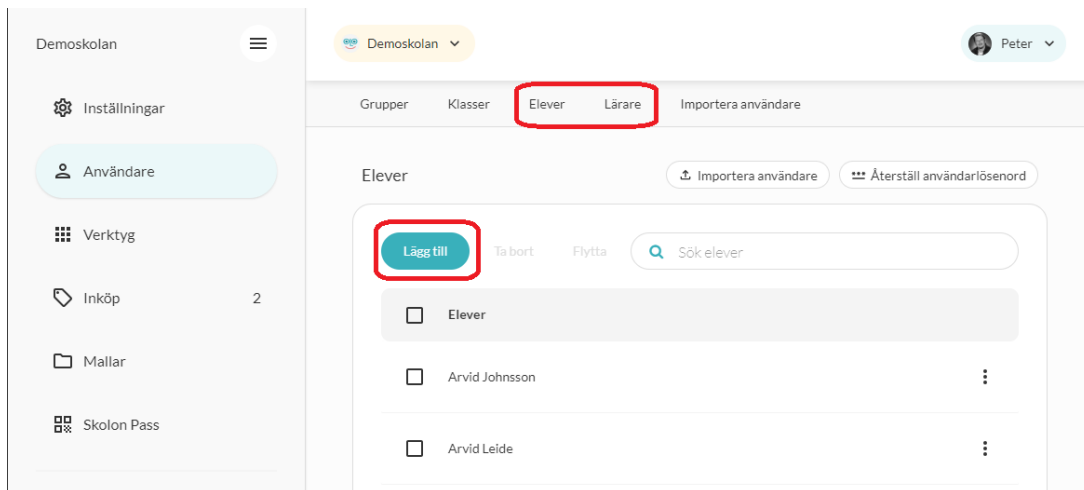 Demoskolan
Inställningar
Användare
Verktyg
Inköp 2
Mallar
Skolon Pass
Demoskolan
Peter
Grupper Klasser Elever Lärare Importera användare
Elever
Importera användare
Återställ användarlösenord
Lägg till Ta bort Flytta Sök elever
Elever
Arvid Johnsson
Arvid Leide